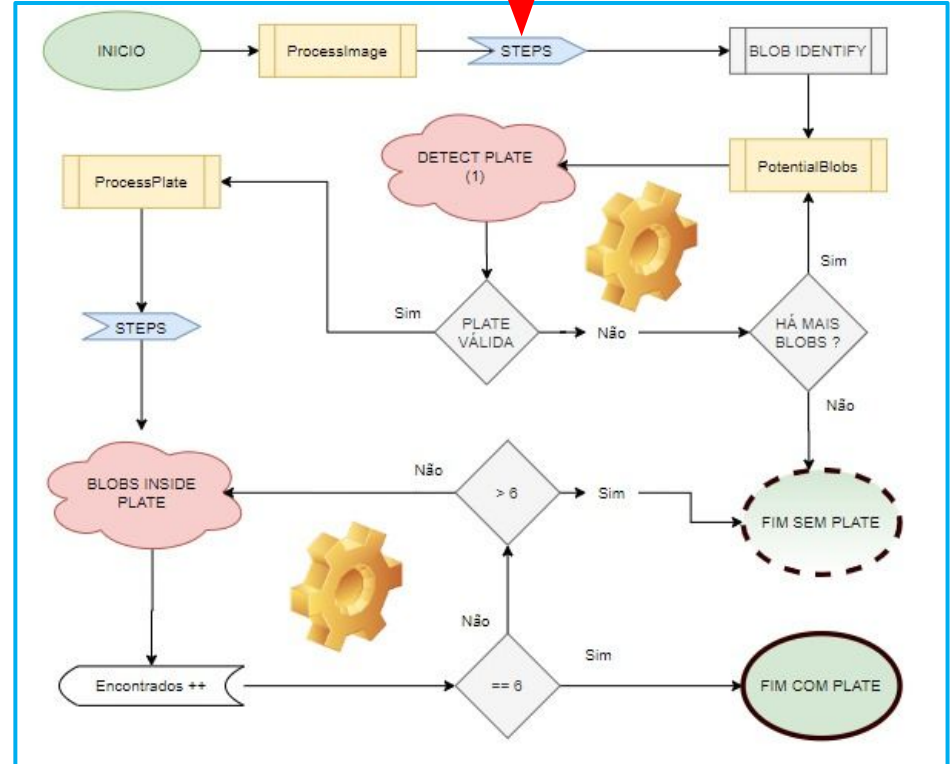 INICIO
ProcessImage
STEPS
BLOB IDENTIFY
DETECT PLATE
(1)
PotentialBlobs
ProcessPlate
Sim
Sim
STEPS
PLATE
VÁLIDA
Não
HÁ MAIS
BLOBS ?
Não
BLOBS INSIDE
PLATE
Não
> 6
Sim
FIM SEM PLATE
Não
Sim
Encontrados ++
== 6
FIM COM PLATE